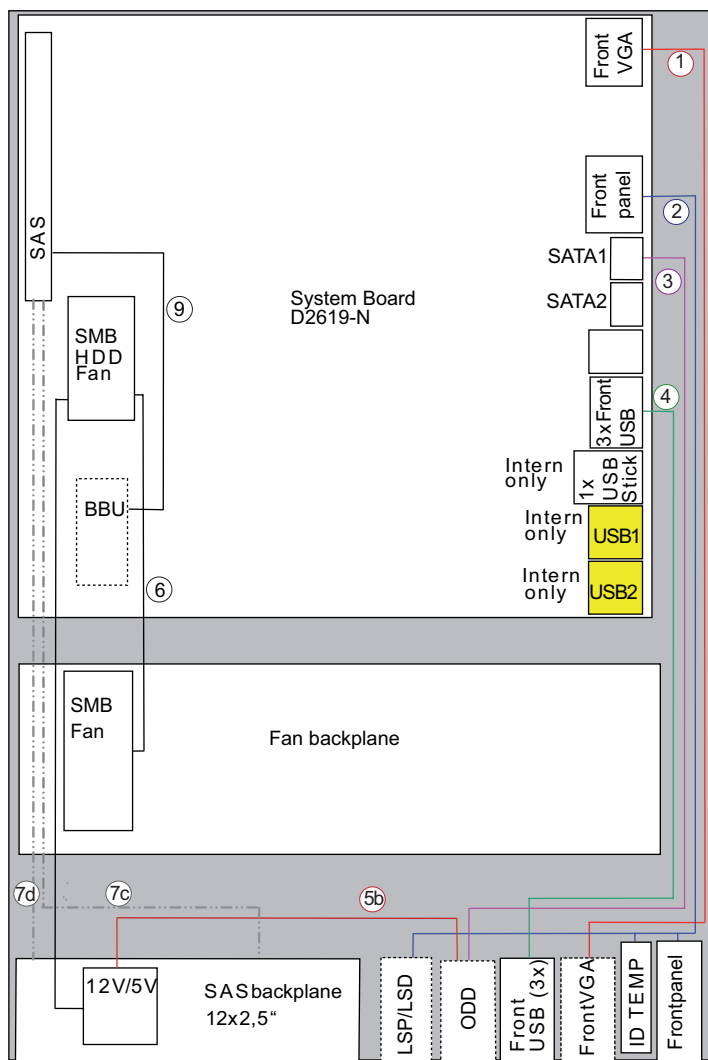 Front
VGA
1
SAS
Front
panel
2
SATA1
3
System Board
D2619-N
9
SATA2
SMB
HDD
Fan
3xFront
USB
4
Intern
only
1x
USB
Stick
BBU
Intern
only
USB1
Intern
only
USB2
6
SMB
Fan
Fan backplane
7d
7c
5b
12V/5V
SAS backplane
12x2,5“
LSP/LSD
ODD
Front
USB (3x)
FrontVGA
ID TEMP
Frontpanel